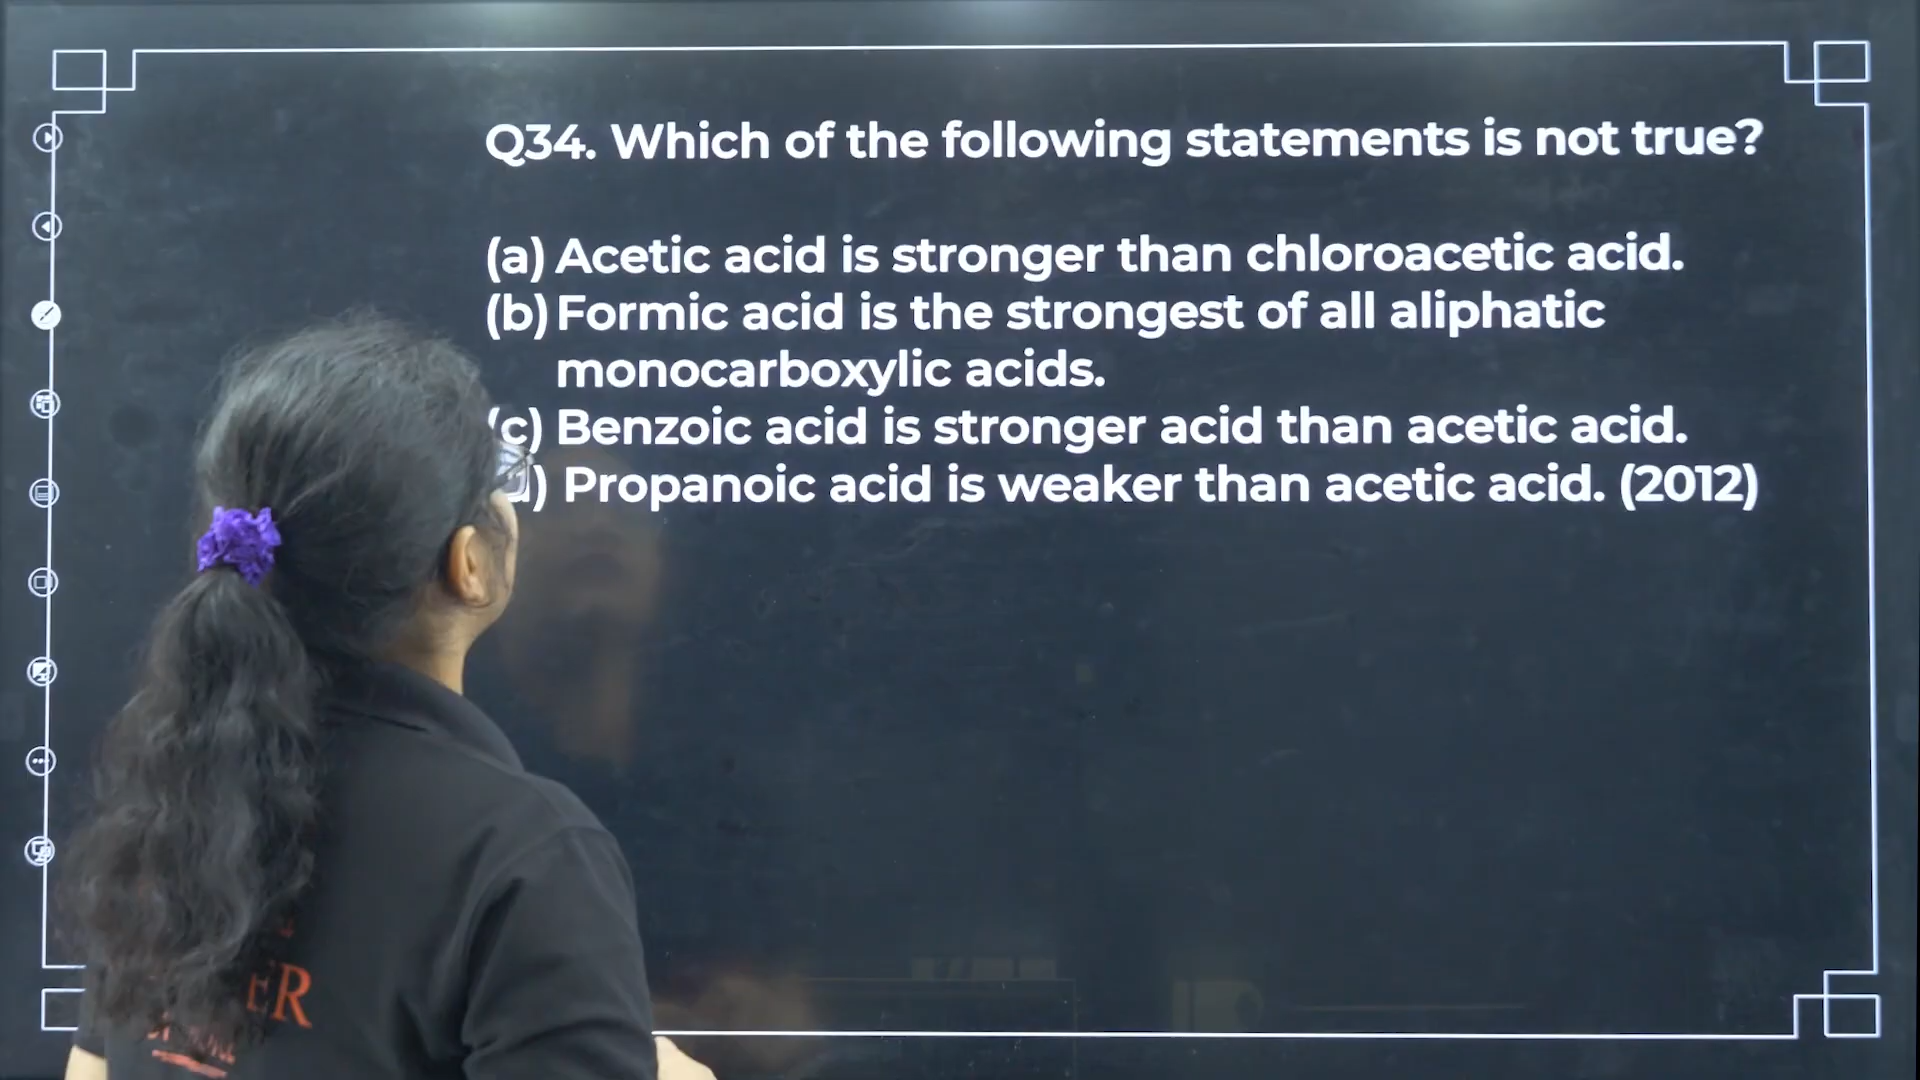 Q34. Which of the following statements is not true?
(a) Acetic acid is stronger than chloroacetic acid.
(b) Formic acid is the strongest of all aliphatic
monocarboxylic acids.
(c) Benzoic acid is stronger acid than acetic acid.
) Propanoic acid is weaker than acetic acid. (2012)
ER